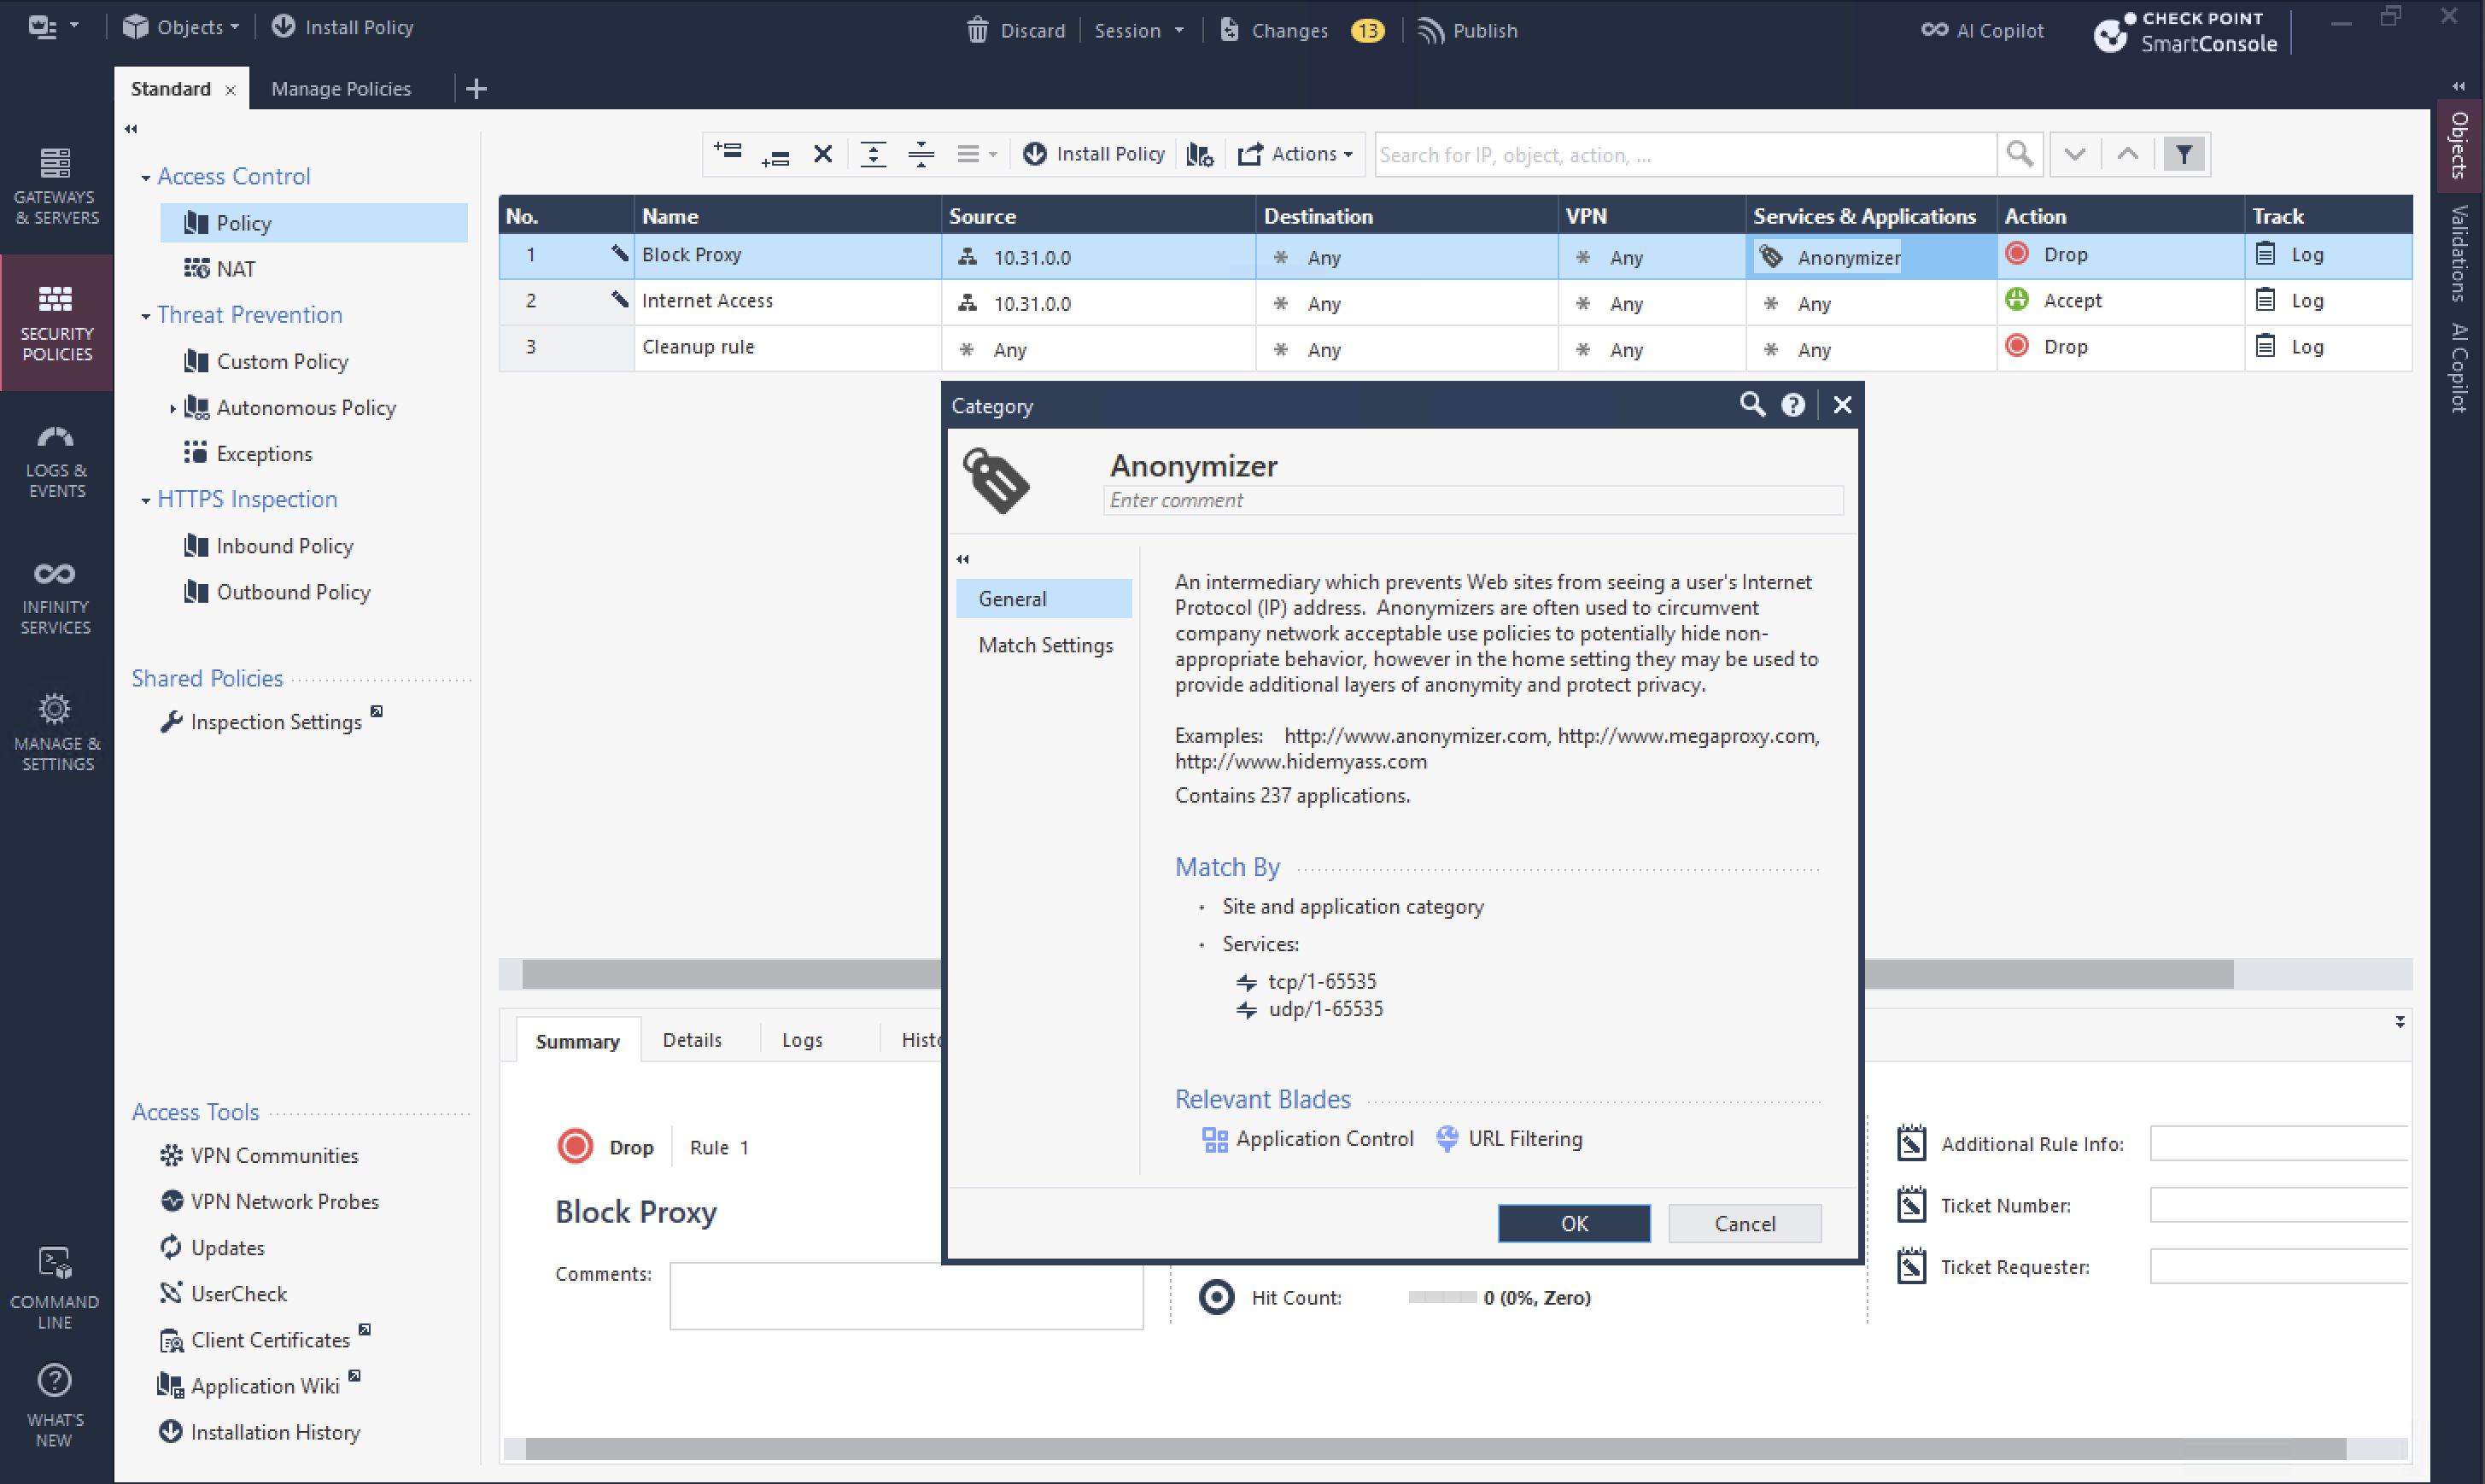 Objects
Install Policy
Discard
Session
Changes
13
Publish
AI Copilot
CHECK POINT
SmartConsole
Standard
Manage Policies
GATEWAYS
& SERVERS
SECURITY
POLICIES
LOGS &
EVENTS
INFINITY
SERVICES
MANAGE &
SETTINGS
COMMAND
LINE
WHAT'S
NEW
Access Control
Policy
NAT
Threat Prevention
Custom Policy
Autonomous Policy
Exceptions
HTTPS Inspection
Inbound Policy
Outbound Policy
Shared Policies
Inspection Settings
Access Tools
VPN Communities
VPN Network Probes
Updates
UserCheck
Client Certificates
Application Wiki
Installation History
Install Policy
Actions
Search for IP, object, action, ...
No. Name Source Destination VPN Services & Applications Action Track
1 Block Proxy 10.31.0.0 * Any * Any Anonymizer Drop Log
2 Internet Access 10.31.0.0 * Any * Any * Any Accept Log
3 Cleanup rule * Any * Any * Any * Any Drop Log
Category
Anonymizer
Enter comment
General
Match Settings
An intermediary which prevents Web sites from seeing a user's Internet
Protocol (IP) address. Anonymizers are often used to circumvent
company network acceptable use policies to potentially hide non-
appropriate behavior, however in the home setting they may be used to
provide additional layers of anonymity and protect privacy.
Examples: http://www.anonymizer.com, http://www.megaproxy.com,
http://www.hidemyass.com
Contains 237 applications.
Match By
• Site and application category
• Services:
tcp/1-65535
udp/1-65535
Relevant Blades
Application Control
URL Filtering
OK
Cancel
Summary
Details
Logs
Histo
Drop
Rule 1
Block Proxy
Comments:
Hit Count:
0 (0%, Zero)
Additional Rule Info:
Ticket Number:
Ticket Requester:
Objects
Validations
AI Copilot